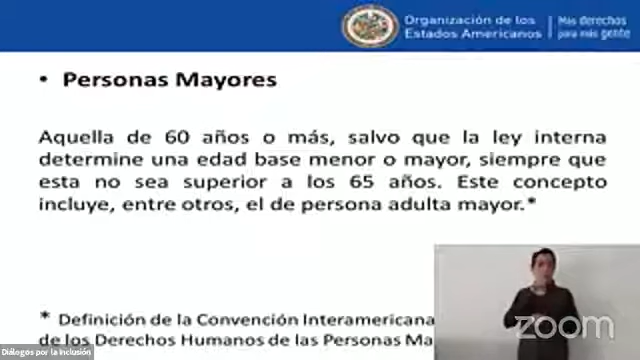 Organización de los
Estados Americanos
Más derechos
para más gente
• Personas Mayores
Aquella de 60 años o más, salvo que la ley interna
determine una edad base menor o mayor, siempre que
esta no sea superior a los 65 años. Este concepto
incluye, entre otros, el de persona adulta mayor.*
* Definición de la Convención Interamericana
de los Derechos Humanos de las Personas Ma
zoom
Diálogos por la Inclusión